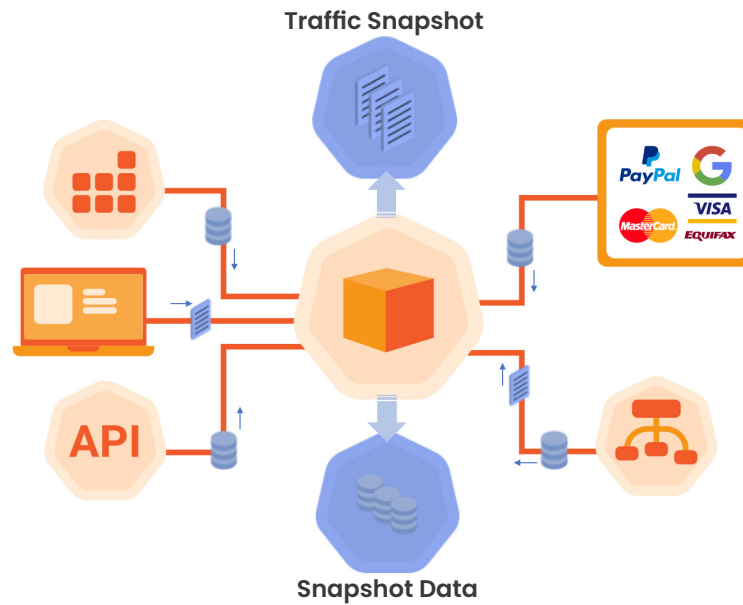 Traffic Snapshot
PayPal
G
VISA
MasterCard
EQUIFAX
API
Snapshot Data